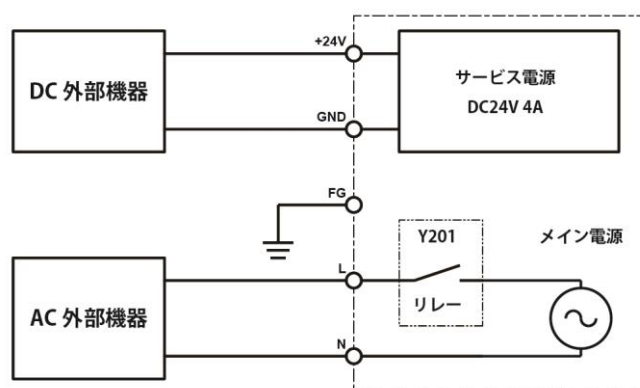 +24V
DC 外部機器
サービス電源
DC24V 4A
GND
FG
Y201
メイン電源
L
リレー
AC 外部機器
N